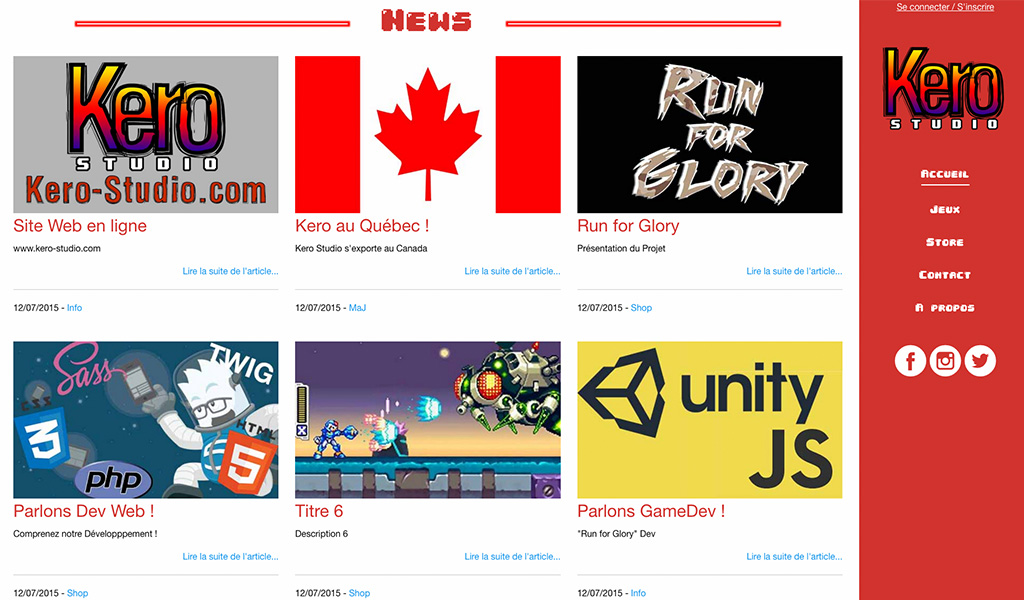 News
Se connecter / S'inscrire
Kero
STUDIO
Kero-Studio.com
Site Web en ligne
www.kero-studio.com
Lire la suite de l'article...
12/07/2015 - Info
Kero au Québec !
Kero Studio s'exporte au Canada
Lire la suite de l'article...
12/07/2015 - MaJ
Run
for
Glory
Run for Glory
Présentation du Projet
Lire la suite de l'article...
12/07/2015 - Shop
Sass
TWIG
CSS
3
HTML
5
php
Parlons Dev Web !
Comprenez notre Développpement !
Lire la suite de l'article...
12/07/2015 - Shop
X
Titre 6
Description 6
Lire la suite de l'article...
12/07/2015 - Shop
unity
JS
Parlons GameDev !
"Run for Glory" Dev
Lire la suite de l'article...
12/07/2015 - Info
Kero
STUDIO
Accueil
Jeux
Store
Contact
A propos